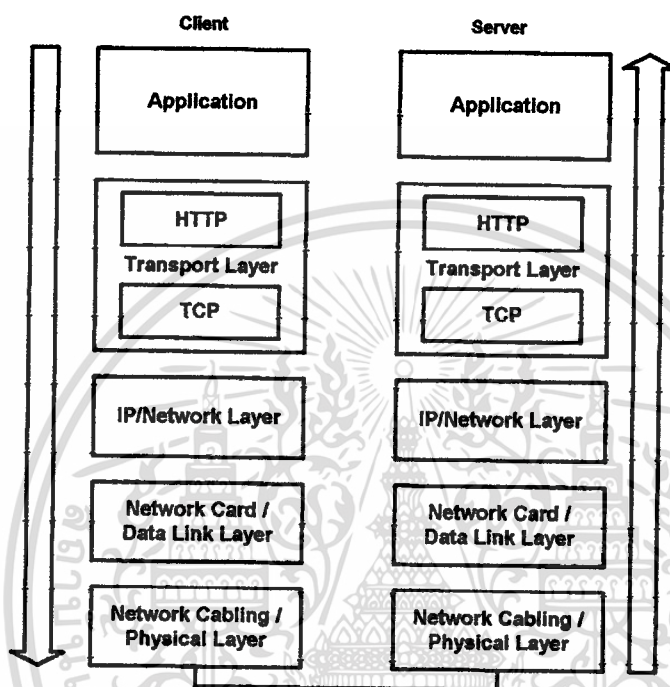 Client
Server
Application
Application
HTTP
Transport Layer
TCP
HTTP
Transport Layer
TCP
IP/Network Layer
IP/Network Layer
Network Card /
Data Link Layer
Network Card /
Data Link Layer
Network Cabling /
Physical Layer
Network Cabling /
Physical Layer